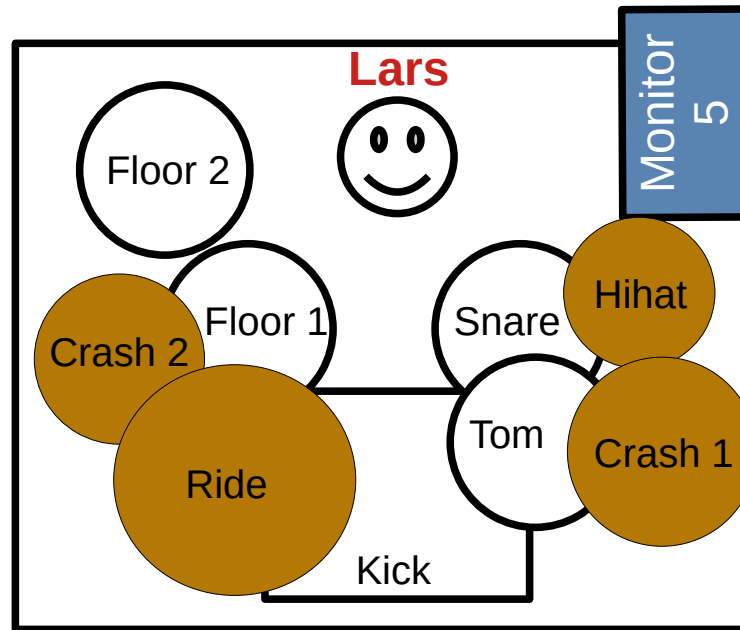 Lars
Monitor
5
Floor 2
Hihat
Floor 1
Snare
Crash 2
Tom
Crash 1
Ride
Kick